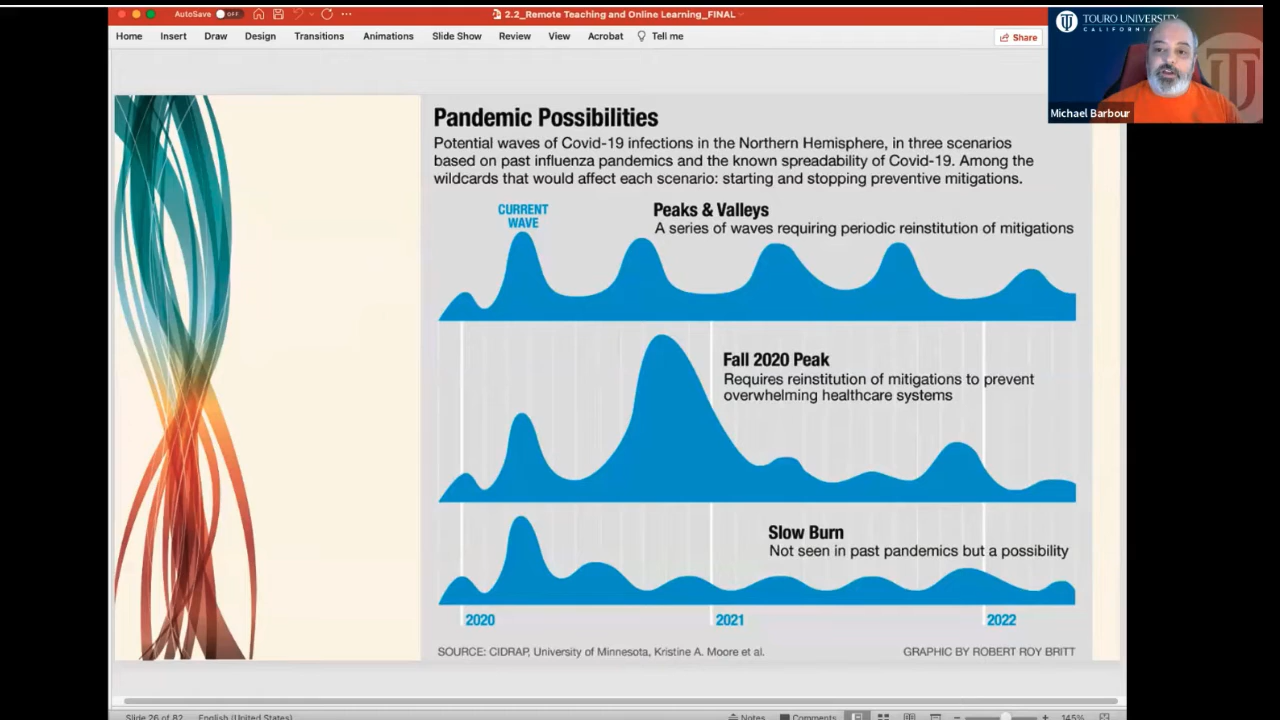 AutoSave OFF
2.2_Remote Teaching and Online Learning_FINAL
Home Insert Draw Design Transitions Animations Slide Show Review View Acrobat Tell me
Share
TOURO UNIVERSITY
CALIFORNIA
Michael Barbour
Pandemic Possibilities
Potential waves of Covid-19 infections in the Northern Hemisphere, in three scenarios
based on past influenza pandemics and the known spreadability of Covid-19. Among the
wildcards that would affect each scenario: starting and stopping preventive mitigations.
CURRENT
WAVE
Peaks & Valleys
A series of waves requiring periodic reinstitution of mitigations
Fall 2020 Peak
Requires reinstitution of mitigations to prevent
overwhelming healthcare systems
Slow Burn
Not seen in past pandemics but a possibility
2020 2021 2022
SOURCE: CIDRAP, University of Minnesota, Kristine A. Moore et al. GRAPHIC BY ROBERT ROY BRITT
Slide 26 of 82 English (United States) Notes Comments 145%